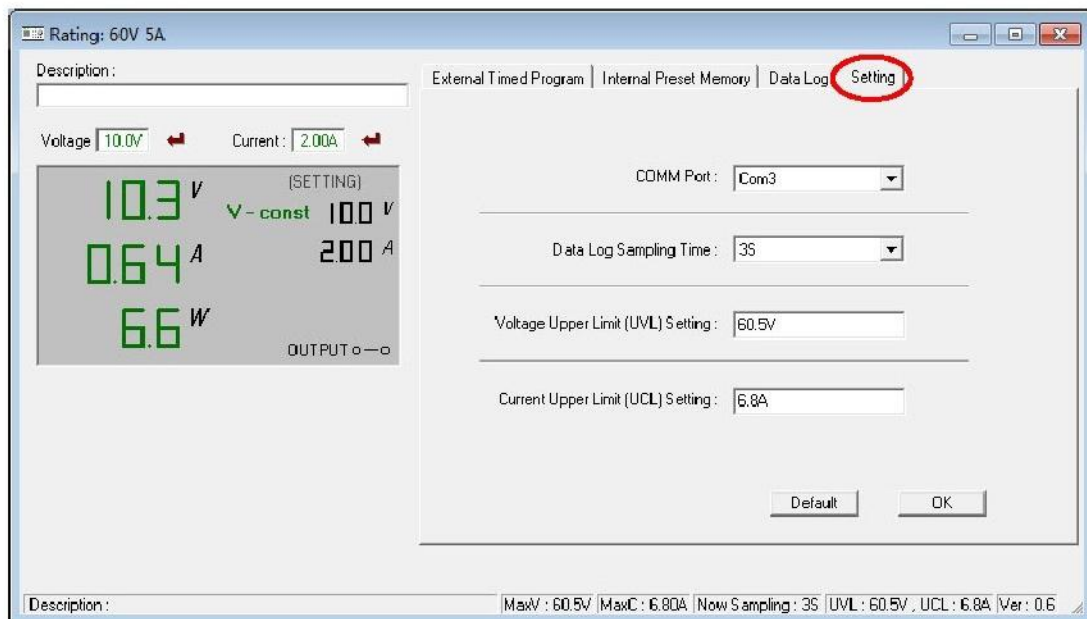 Rating: 60V 5A
Description :
Voltage 10.0V
Current : 2.00A
10.3 V
0.64 A
6.6 W
(SETTING)
V - const 10.0 V
2.00 A
OUTPUT
External Timed Program
Internal Preset Memory
Data Log
Setting
COMM Port : Com3
Data Log Sampling Time : 3S
Voltage Upper Limit (UVL) Setting : 60.5V
Current Upper Limit (UCL) Setting : 6.8A
Default
OK
Description :
MaxV : 60.5V
MaxC : 6.80A
Now Sampling : 3S
UVL : 60.5V , UCL : 6.8A
Ver : 0.6